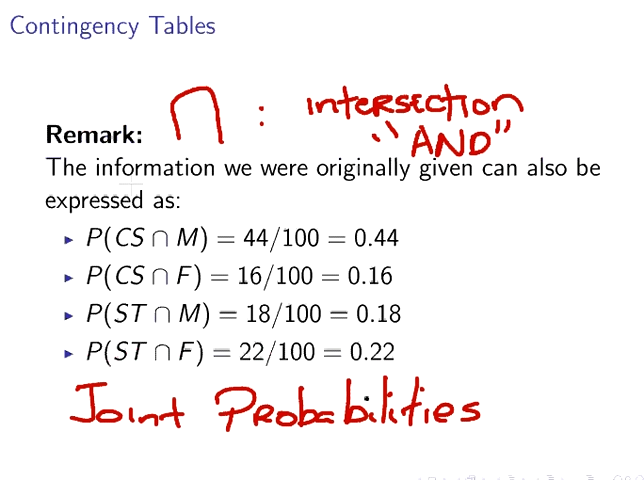 Contingency Tables
∩ : intersection
"AND"
Remark:
The information we were originally given can also be
expressed as:
▸ P(CS ∩ M) = 44/100 = 0.44
▸ P(CS ∩ F) = 16/100 = 0.16
▸ P(ST ∩ M) = 18/100 = 0.18
▸ P(ST ∩ F) = 22/100 = 0.22
Joint Probabilities